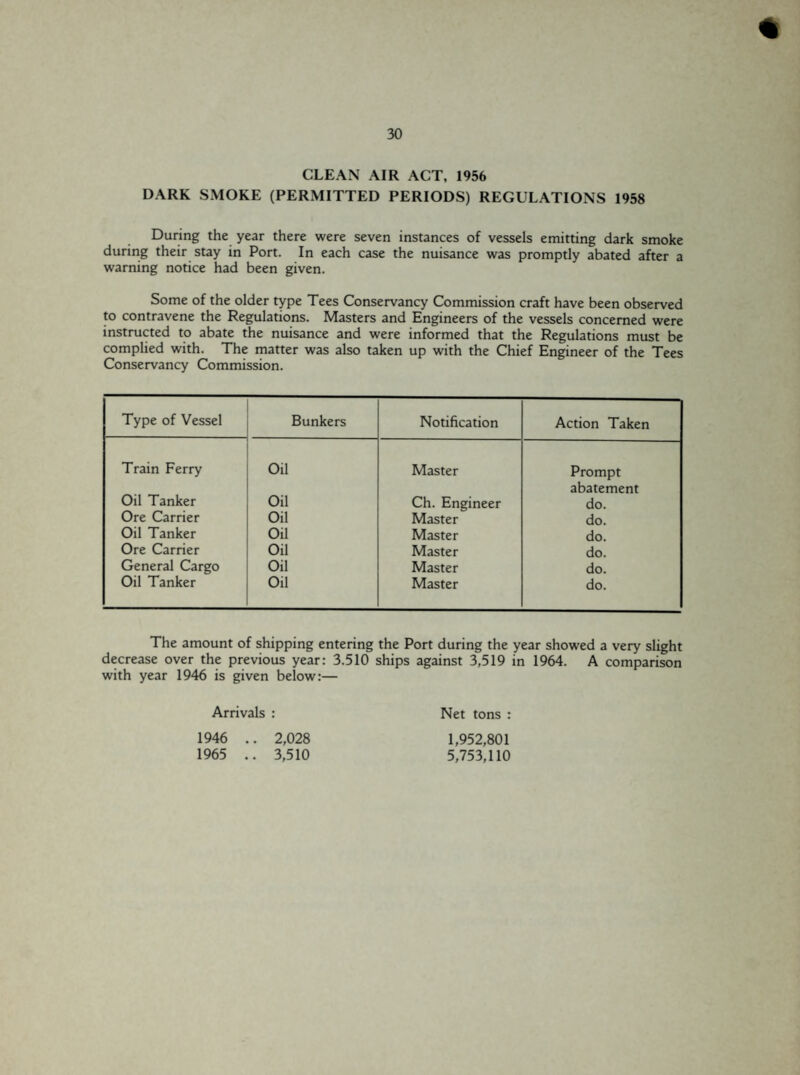 30
CLEAN AIR ACT, 1956
DARK SMOKE (PERMITTED PERIODS) REGULATIONS 1958
During the year there were seven instances of vessels emitting dark smoke
during their stay in Port. In each case the nuisance was promptly abated after a
warning notice had been given.
Some of the older type Tees Conservancy Commission craft have been observed
to contravene the Regulations. Masters and Engineers of the vessels concerned were
instructed to abate the nuisance and were informed that the Regulations must be
complied with. The matter was also taken up with the Chief Engineer of the Tees
Conservancy Commission.
Type of Vessel Bunkers Notification Action Taken
Train Ferry Oil Master Prompt
abatement
Oil Tanker Oil Ch. Engineer do.
Ore Carrier Oil Master do.
Oil Tanker Oil Master do.
Ore Carrier Oil Master do.
General Cargo Oil Master do.
Oil Tanker Oil Master do.
The amount of shipping entering the Port during the year showed a very slight
decrease over the previous year: 3.510 ships against 3,519 in 1964. A comparison
with year 1946 is given below:—
Arrivals : Net tons :
1946 .. 2,028 1,952,801
1965 .. 3,510 5,753,110